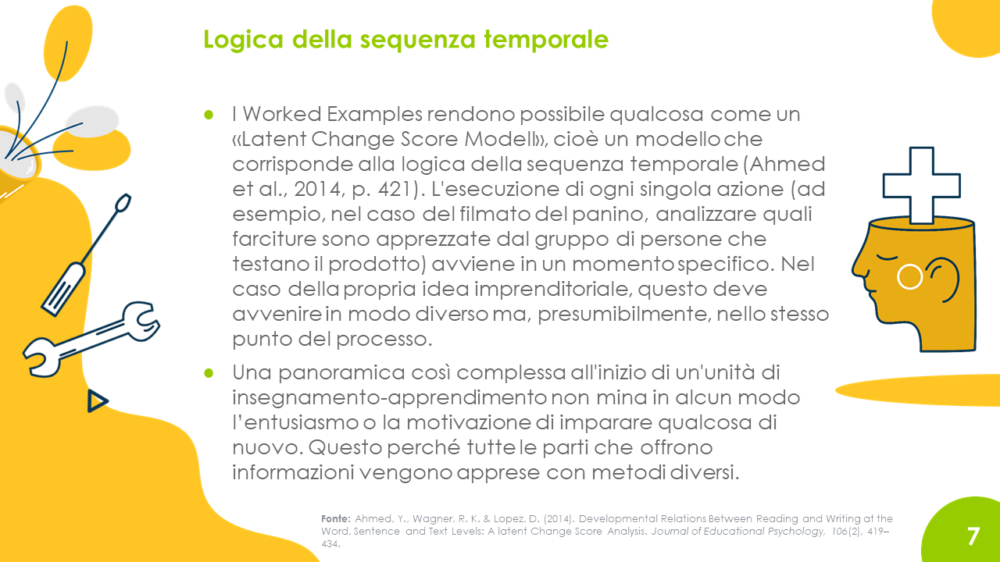 Logica della sequenza temporale
● I Worked Examples rendono possibile qualcosa come un
«Latent Change Score Modell», cioè un modello che
corrisponde alla logica della sequenza temporale (Ahmed
et al., 2014, p. 421). L'esecuzione di ogni singola azione (ad
esempio, nel caso del filmato del panino, analizzare quali
farciture sono apprezzate dal gruppo di persone che
testano il prodotto) avviene in un momento specifico. Nel
caso della propria idea imprenditoriale, questo deve
avvenire in modo diverso ma, presumibilmente, nello stesso
punto del processo.
● Una panoramica così complessa all'inizio di un'unità di
insegnamento-apprendimento non mina in alcun modo
l’entusiasmo o la motivazione di imparare qualcosa di
nuovo. Questo perché tutte le parti che offrono
informazioni vengono apprese con metodi diversi.
Fonte: Ahmed, Y., Wagner, R. K. & Lopez, D. (2014). Developmental Relations Between Reading and Writing at the
Word, Sentence and Text Levels: A latent Change Score Analysis. Journal of Educational Psychology, 106(2), 419–
434.
7